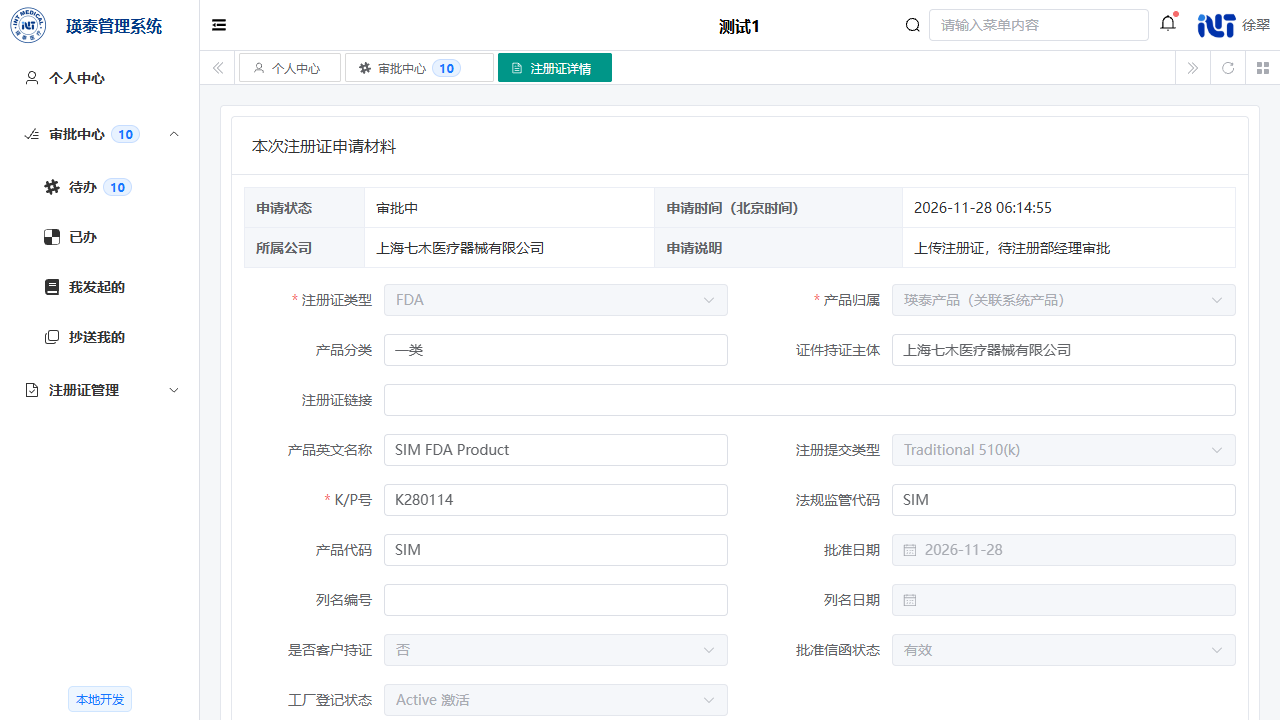 瑛泰管理系统
测试1
请输入菜单内容
徐翠
个人中心
审批中心 10
注册证详情
个人中心
审批中心 10
待办 10
已办
我发起的
抄送我的
注册证管理
本地开发
本次注册证申请材料
申请状态 审批中 申请时间（北京时间） 2026-11-28 06:14:55
所属公司 上海七木医疗器械有限公司 申请说明 上传注册证，待注册部经理审批
* 注册证类型 FDA * 产品归属 瑛泰产品（关联系统产品）
产品分类 一类 证件持证主体 上海七木医疗器械有限公司
注册证链接
产品英文名称 SIM FDA Product 注册提交类型 Traditional 510(k)
* K/P号 K280114 法规监管代码 SIM
产品代码 SIM 批准日期 2026-11-28
列名编号 列名日期
是否客户持证 否 批准信函状态 有效
工厂登记状态 Active 激活